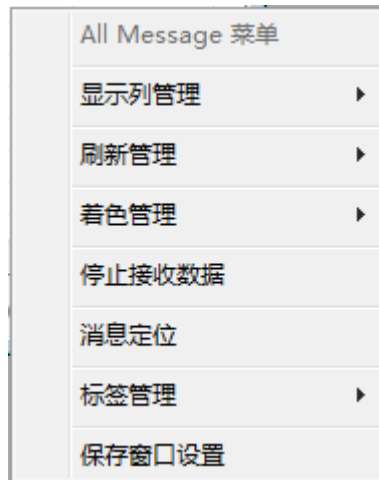 All Message 菜单
显示列管理
刷新管理
着色管理
停止接收数据
消息定位
标签管理
保存窗口设置